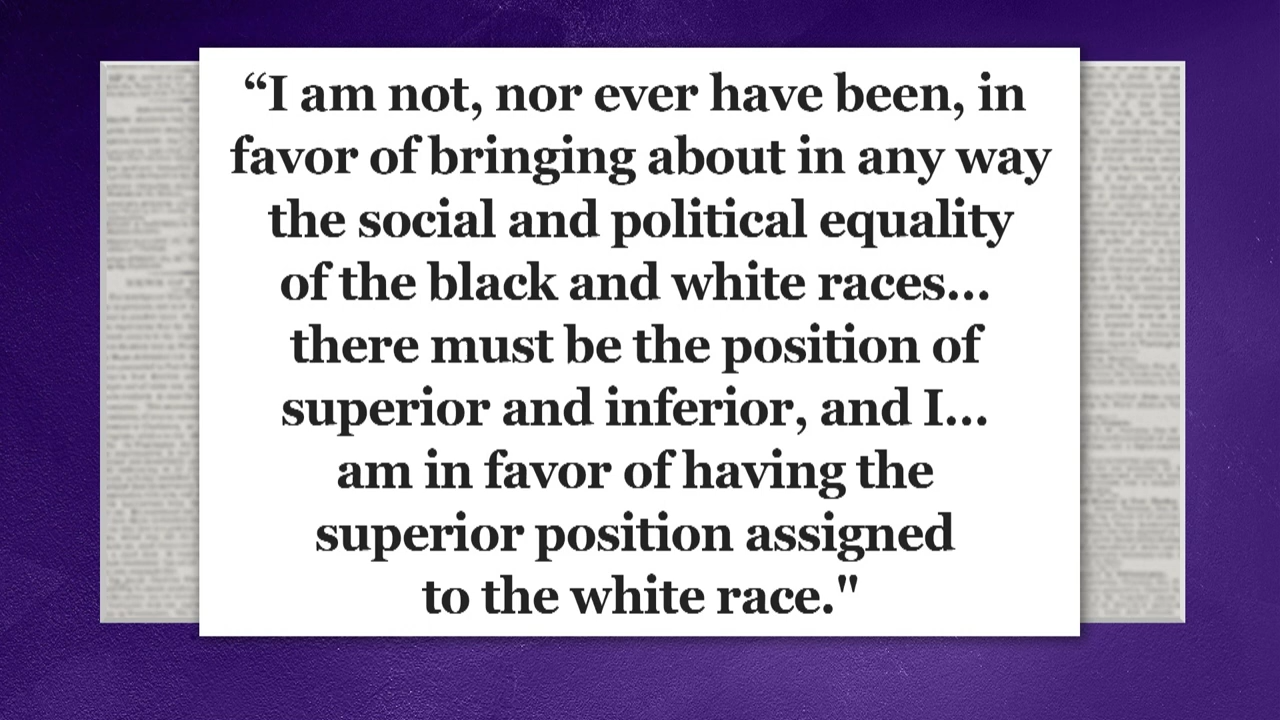 “I am not, nor ever have been, in
favor of bringing about in any way
the social and political equality
of the black and white races...
there must be the position of
superior and inferior, and I...
am in favor of having the
superior position assigned
to the white race."